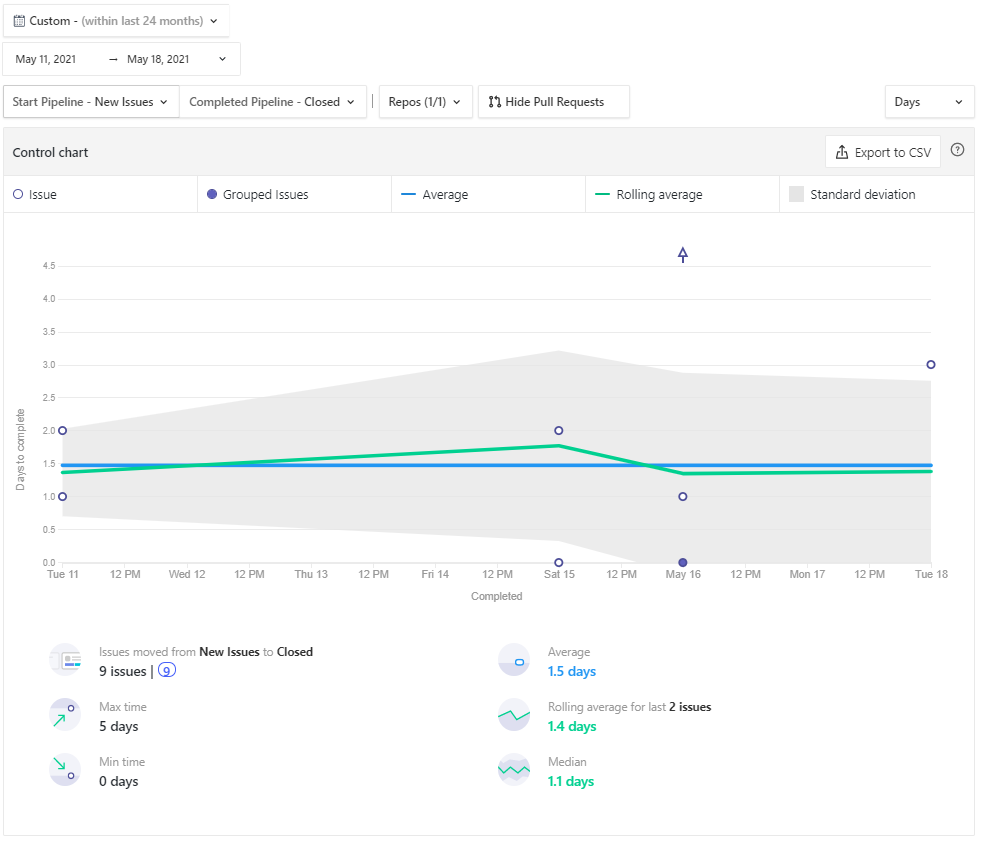 Custom - (within last 24 months)
May 11, 2021 → May 18, 2021
Start Pipeline - New Issues Completed Pipeline - Closed | Repos (1/1) Hide Pull Requests Days
Control chart Export to CSV ?
Issue Grouped Issues Average Rolling average Standard deviation
4.5
4.0
3.5
3.0
2.5
2.0
1.5
1.0
0.5
0.0
Days to complete
Tue 11 12 PM Wed 12 12 PM Thu 13 12 PM Fri 14 12 PM Sat 15 12 PM May 16 12 PM Mon 17 12 PM Tue 18
Completed
Issues moved from New Issues to Closed
9 issues | 9
Max time
5 days
Min time
0 days
Average
1.5 days
Rolling average for last 2 issues
1.4 days
Median
1.1 days